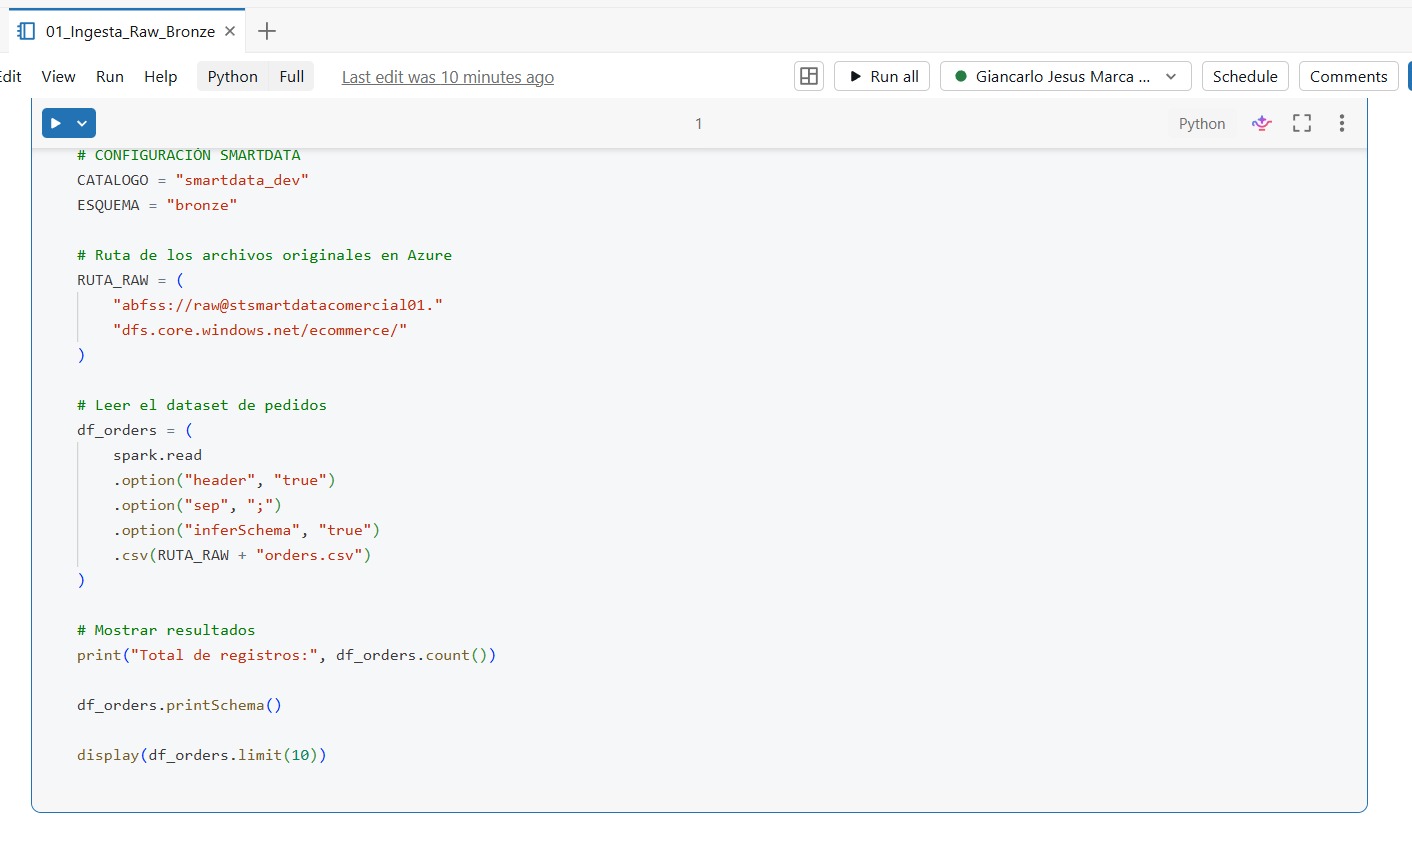 01_Ingesta_Raw_Bronze
Edit View Run Help Python Full Last edit was 10 minutes ago Run all Giancarlo Jesus Marca ... Schedule Comments
1 Python
# CONFIGURACIÓN SMARTDATA
CATALOGO = "smartdata_dev"
ESQUEMA = "bronze"
# Ruta de los archivos originales en Azure
RUTA_RAW = (
"abfss://raw@stsmartdatacomercial01."
"dfs.core.windows.net/ecommerce/"
)
# Leer el dataset de pedidos
df_orders = (
spark.read
.option("header", "true")
.option("sep", ";")
.option("inferSchema", "true")
.csv(RUTA_RAW + "orders.csv")
)
# Mostrar resultados
print("Total de registros:", df_orders.count())
df_orders.printSchema()
display(df_orders.limit(10))